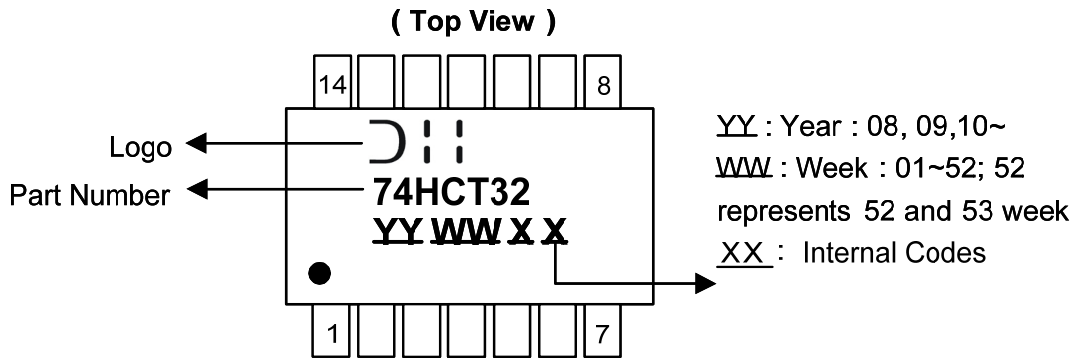 ( Top View )
14 8
Logo
Part Number
74HCT32
YY WW X X
1 7
YY : Year : 08, 09,10~
WW : Week : 01~52; 52
represents 52 and 53 week
XX : Internal Codes